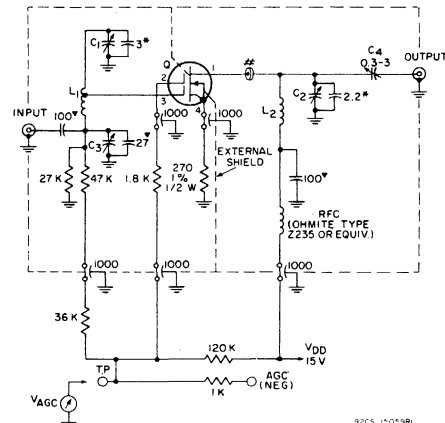 C1 3*
Q
C4
0.3-3
OUTPUT
1
#
2
3
4
L1
L2
C2 2.2*
INPUT
100▼
1000
1000
C3 27▼
EXTERNAL
SHIELD
27 K
47 K
1.8 K
270
1%
1/2 W
100▼
RFC
(OHMITE TYPE
Z235 OR EQUIV.)
1000
1000
1000
36 K
120 K
VDD
15 V
T.P
1 K
AGC
(NEG)
VAGC
92CS-15059RI